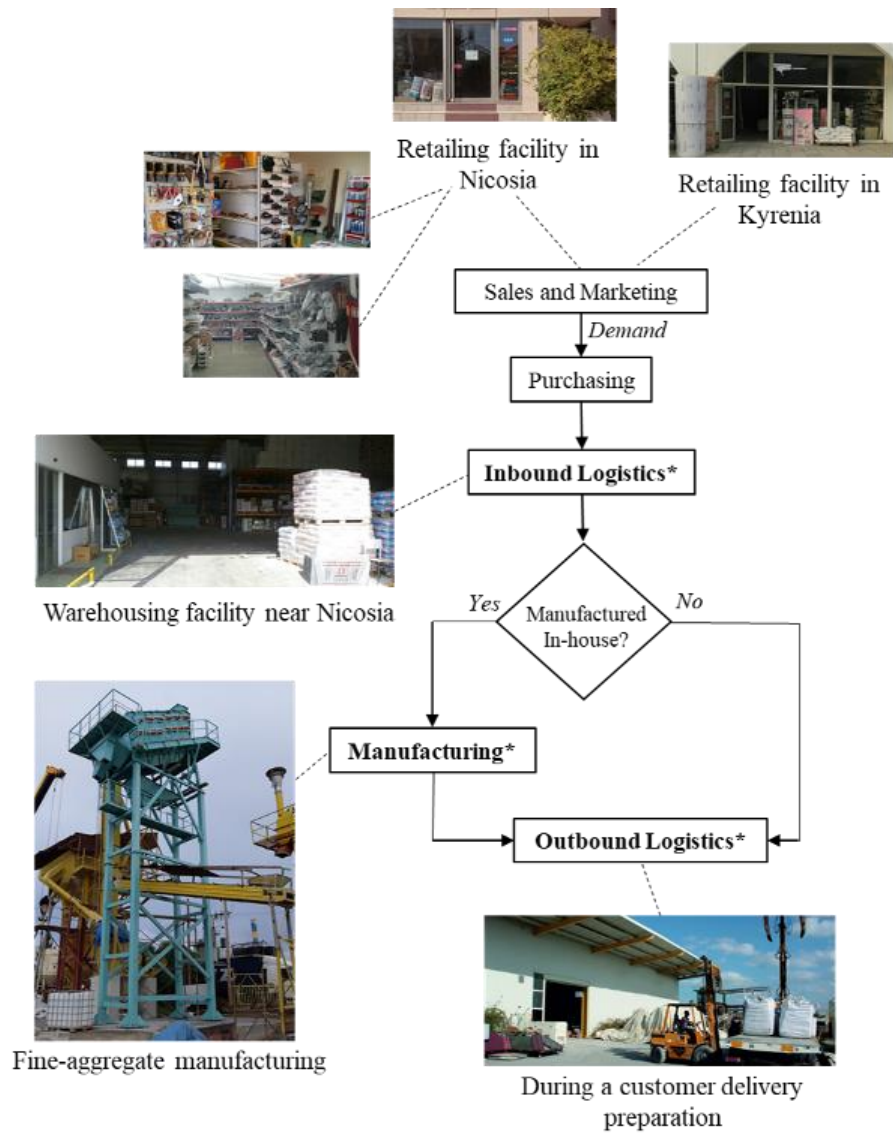 Retailing facility in
Nicosia
Retailing facility in
Kyrenia
Sales and Marketing
Demand
Purchasing
Inbound Logistics*
Warehousing facility near Nicosia
Yes
Manufactured
In-house?
No
Manufacturing*
Outbound Logistics*
Fine-aggregate manufacturing
During a customer delivery
preparation